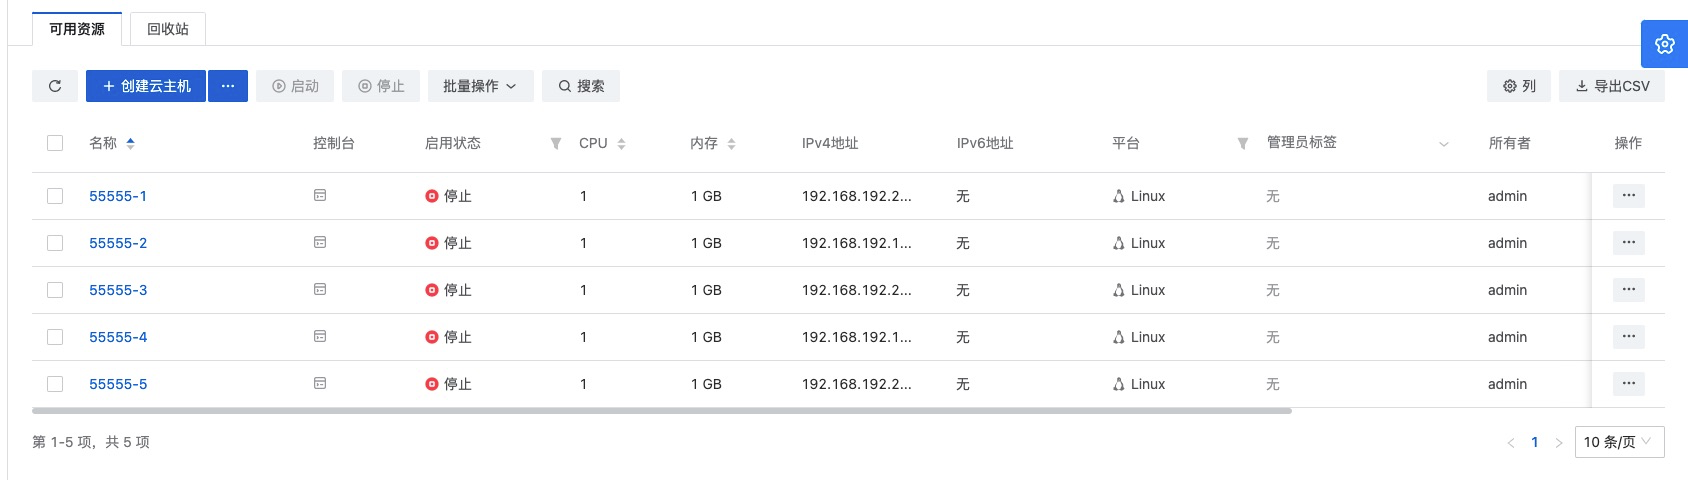 可用资源 回收站
创建云主机 ··· 启动 停止 批量操作 搜索 列 导出CSV
名称 控制台 启用状态 CPU 内存 IPv4地址 IPv6地址 平台 管理员标签 所有者 操作
55555-1 停止 1 1 GB 192.168.192.2... 无 Linux 无 admin ···
55555-2 停止 1 1 GB 192.168.192.1... 无 Linux 无 admin ···
55555-3 停止 1 1 GB 192.168.192.2... 无 Linux 无 admin ···
55555-4 停止 1 1 GB 192.168.192.1... 无 Linux 无 admin ···
55555-5 停止 1 1 GB 192.168.192.2... 无 Linux 无 admin ···
第 1-5 项，共 5 项 < 1 > 10 条/页